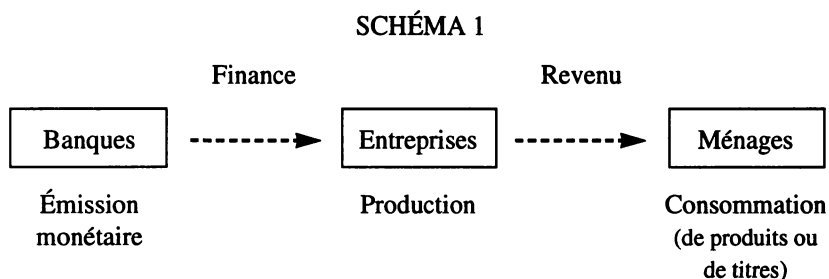 SCHÉMA 1
Finance Revenu
Banques Entreprises Ménages
Émission Production Consommation
monétaire (de produits ou
de titres)